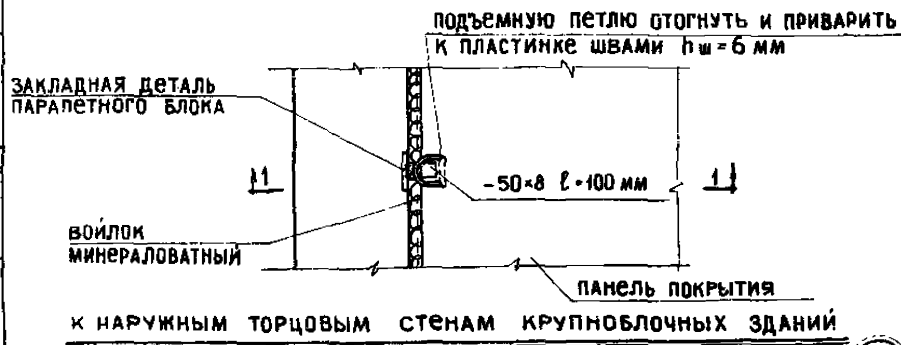 ПОДЪЕМНУЮ ПЕТЛЮ ОТОГНУТЬ И ПРИВАРИТЬ
К ПЛАСТИНКЕ ШВАМИ hш=6 мм
ЗАКЛАДНАЯ ДЕТАЛЬ
ПАРАПЕТНОГО БЛОКА
1 1
-50×8 ℓ=100 мм
ВОЙЛОК
МИНЕРАЛОВАТНЫЙ
ПАНЕЛЬ ПОКРЫТИЯ
К НАРУЖНЫМ ТОРЦОВЫМ СТЕНАМ КРУПНОБЛОЧНЫХ ЗДАНИЙ